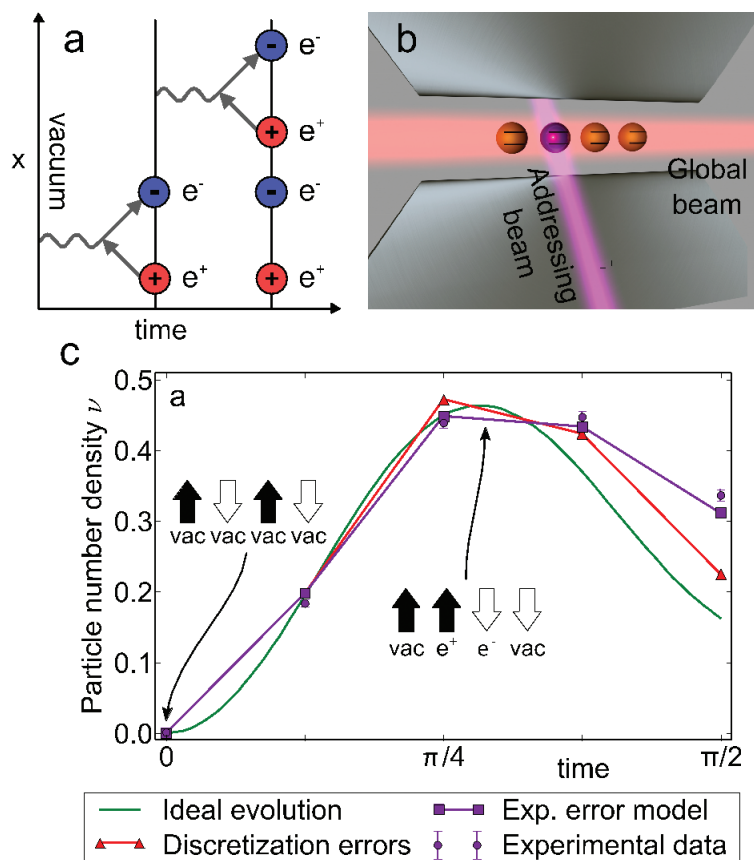 a
x
vacuum
-
e-
+
e+
-
e-
+
e+
-
e-
+
e+
time
b
Global
beam
Addressing
beam
c
a
Particle number density ν
0.5
0.4
0.3
0.2
0.1
0.0
vac vac vac vac
vac e+ e- vac
0
π/4
time
π/2
Ideal evolution
Exp. error model
Discretization errors
Experimental data